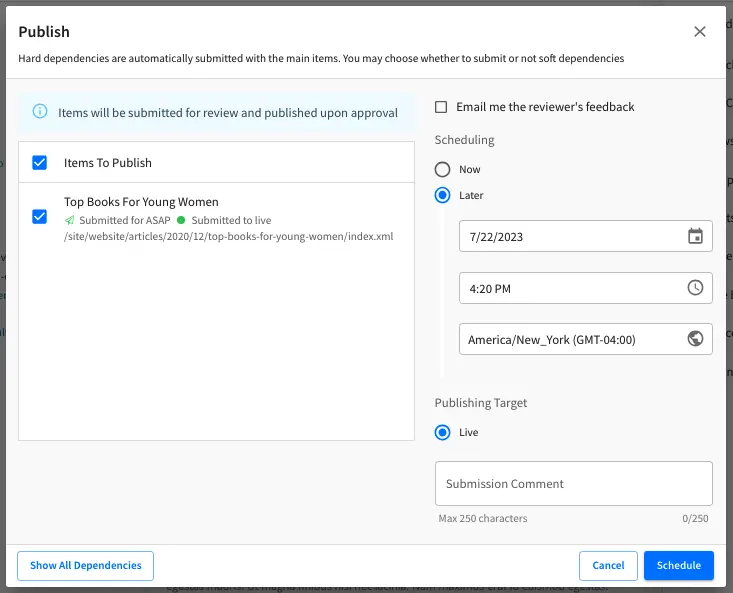 Publish
Hard dependencies are automatically submitted with the main items. You may choose whether to submit or not soft dependencies
Items will be submitted for review and published upon approval
Items To Publish
Top Books For Young Women
Submitted for ASAP Submitted to live
/site/website/articles/2020/12/top-books-for-young-women/index.xml
Email me the reviewer's feedback
Scheduling
Now
Later
7/22/2023
4:20 PM
America/New_York (GMT-04:00)
Publishing Target
Live
Submission Comment
Max 250 characters 0/250
Show All Dependencies
Cancel
Schedule